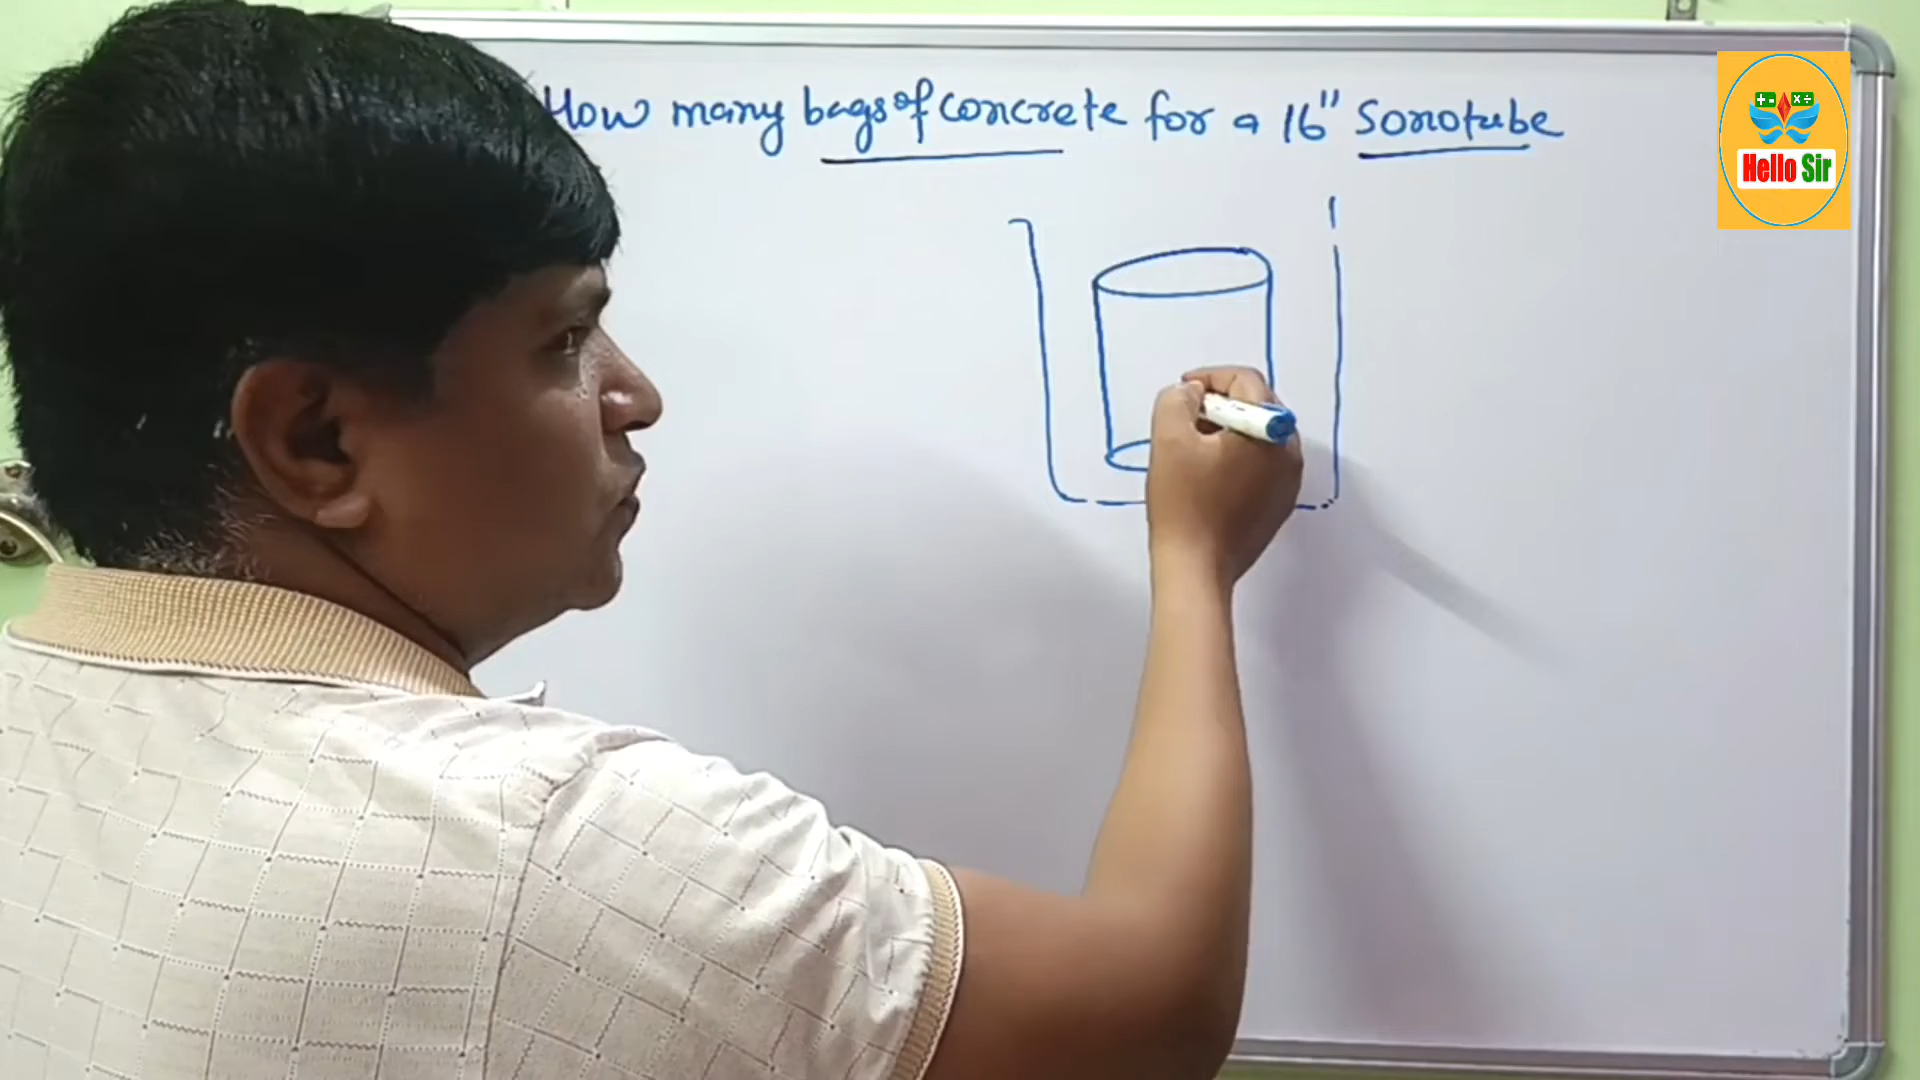 How many bags of concrete for a 16" Sonotube
+ -
× ÷
Hello Sir